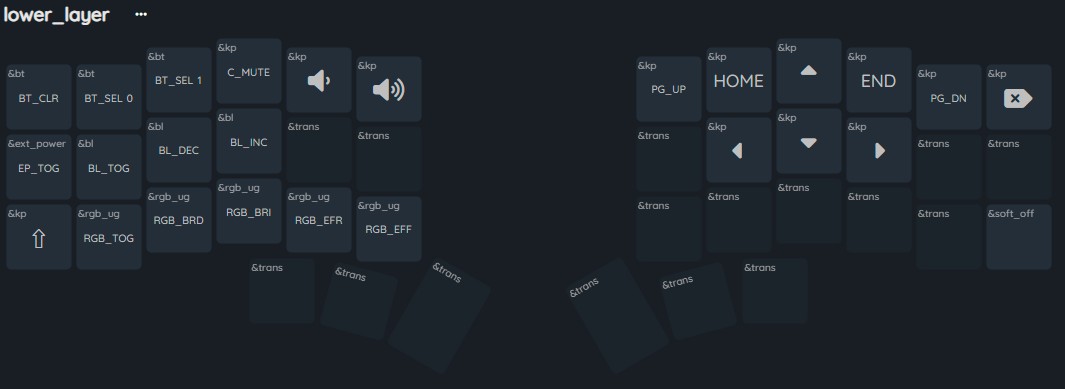 lower_layer ...
&bt BT_CLR
&bt BT_SEL 0
&bt BT_SEL 1
&kp C_MUTE
&kp
&kp
&kp PG_UP
&kp HOME
&kp
&kp END
&kp PG_DN
&kp
&ext_power EP_TOG
&bl BL_TOG
&bl BL_DEC
&bl BL_INC
&trans
&trans
&trans
&kp
&kp
&kp
&trans
&trans
&kp
&rgb_ug RGB_TOG
&rgb_ug RGB_BRD
&rgb_ug RGB_BRI
&rgb_ug RGB_EFR
&rgb_ug RGB_EFF
&trans
&trans
&trans
&trans
&trans
&soft_off
&trans
&trans
&trans
&trans
&trans
&trans